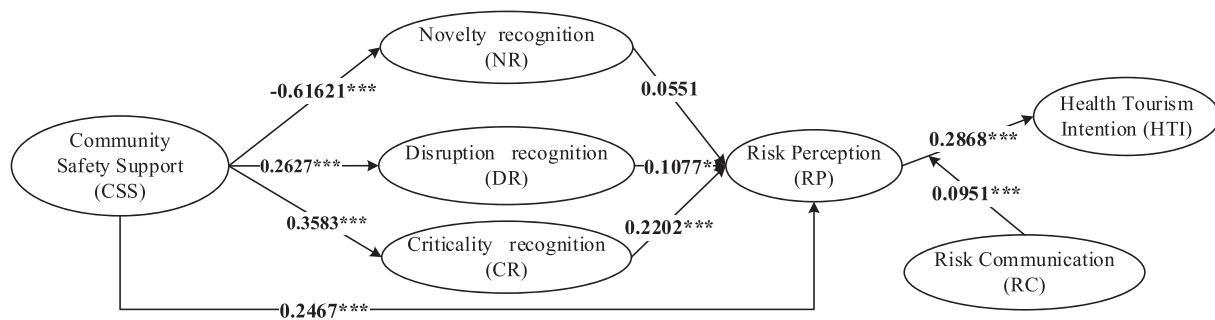 Novelty recognition
(NR)
-0.61621***
0.0551
Health Tourism
Intention (HTI)
Community
Safety Support
(CSS)
0.2627***
Disruption recognition
(DR)
0.1077**
Risk Perception
(RP)
0.2868***
0.0951***
0.3583***
0.2202***
Criticality recognition
(CR)
Risk Communication
(RC)
0.2467***